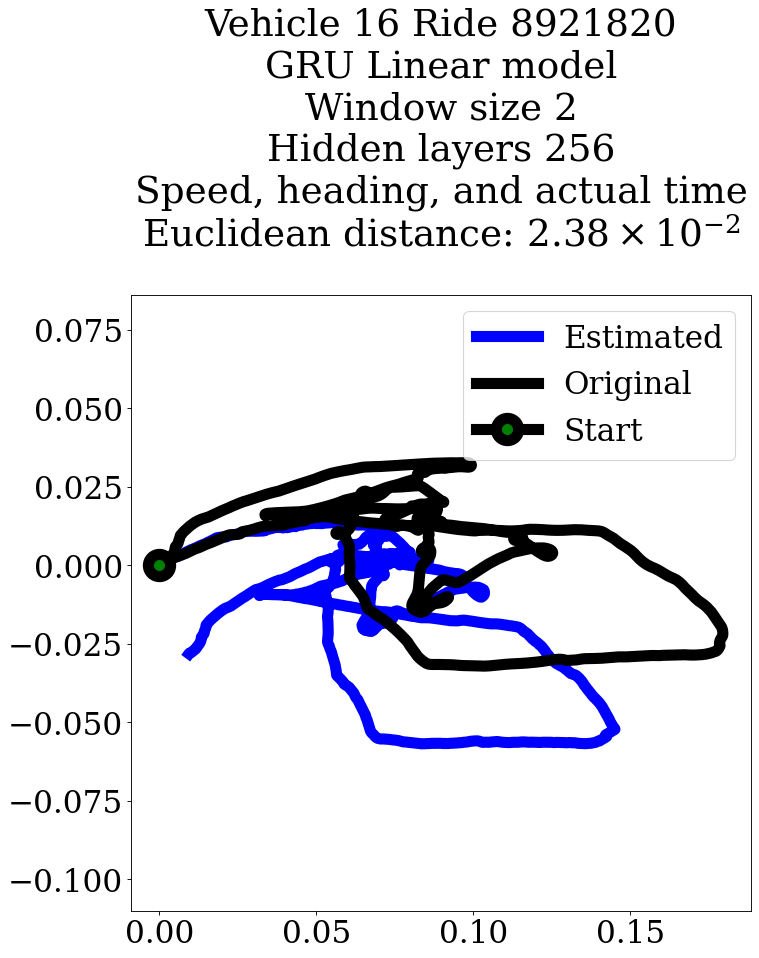 Vehicle 16 Ride 8921820
GRU Linear model
Window size 2
Hidden layers 256
Speed, heading, and actual time
Euclidean distance: 2.38 × 10⁻²
Estimated
Original
Start
0.075
0.050
0.025
0.000
−0.025
−0.050
−0.075
−0.100
0.00 0.05 0.10 0.15